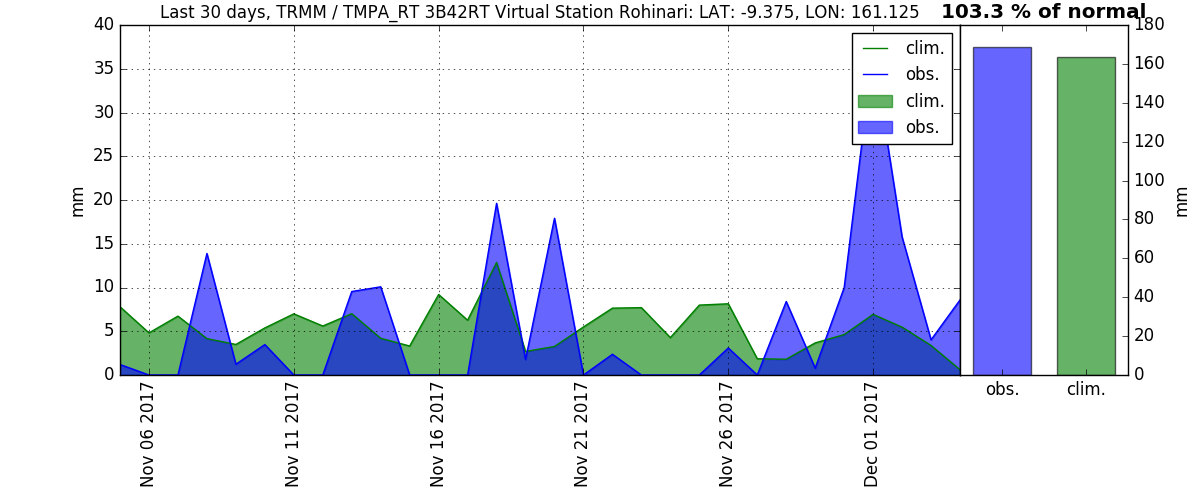 Last 30 days, TRMM / TMPA_RT 3B42RT Virtual Station Rohinari: LAT: -9.375, LON: 161.125
103.3 % of normal
40
35
30
25
20
15
10
5
0
mm
clim.
obs.
clim.
obs.
Nov 06 2017
Nov 11 2017
Nov 16 2017
Nov 21 2017
Nov 26 2017
Dec 01 2017
180
160
140
120
100
80
60
40
20
0
mm
obs.
clim.